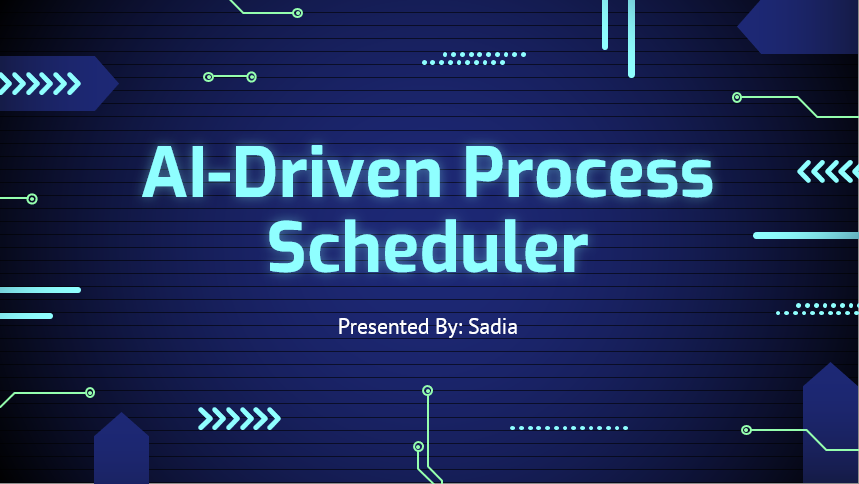 AI-Driven Process
Scheduler
Presented By: Sadia